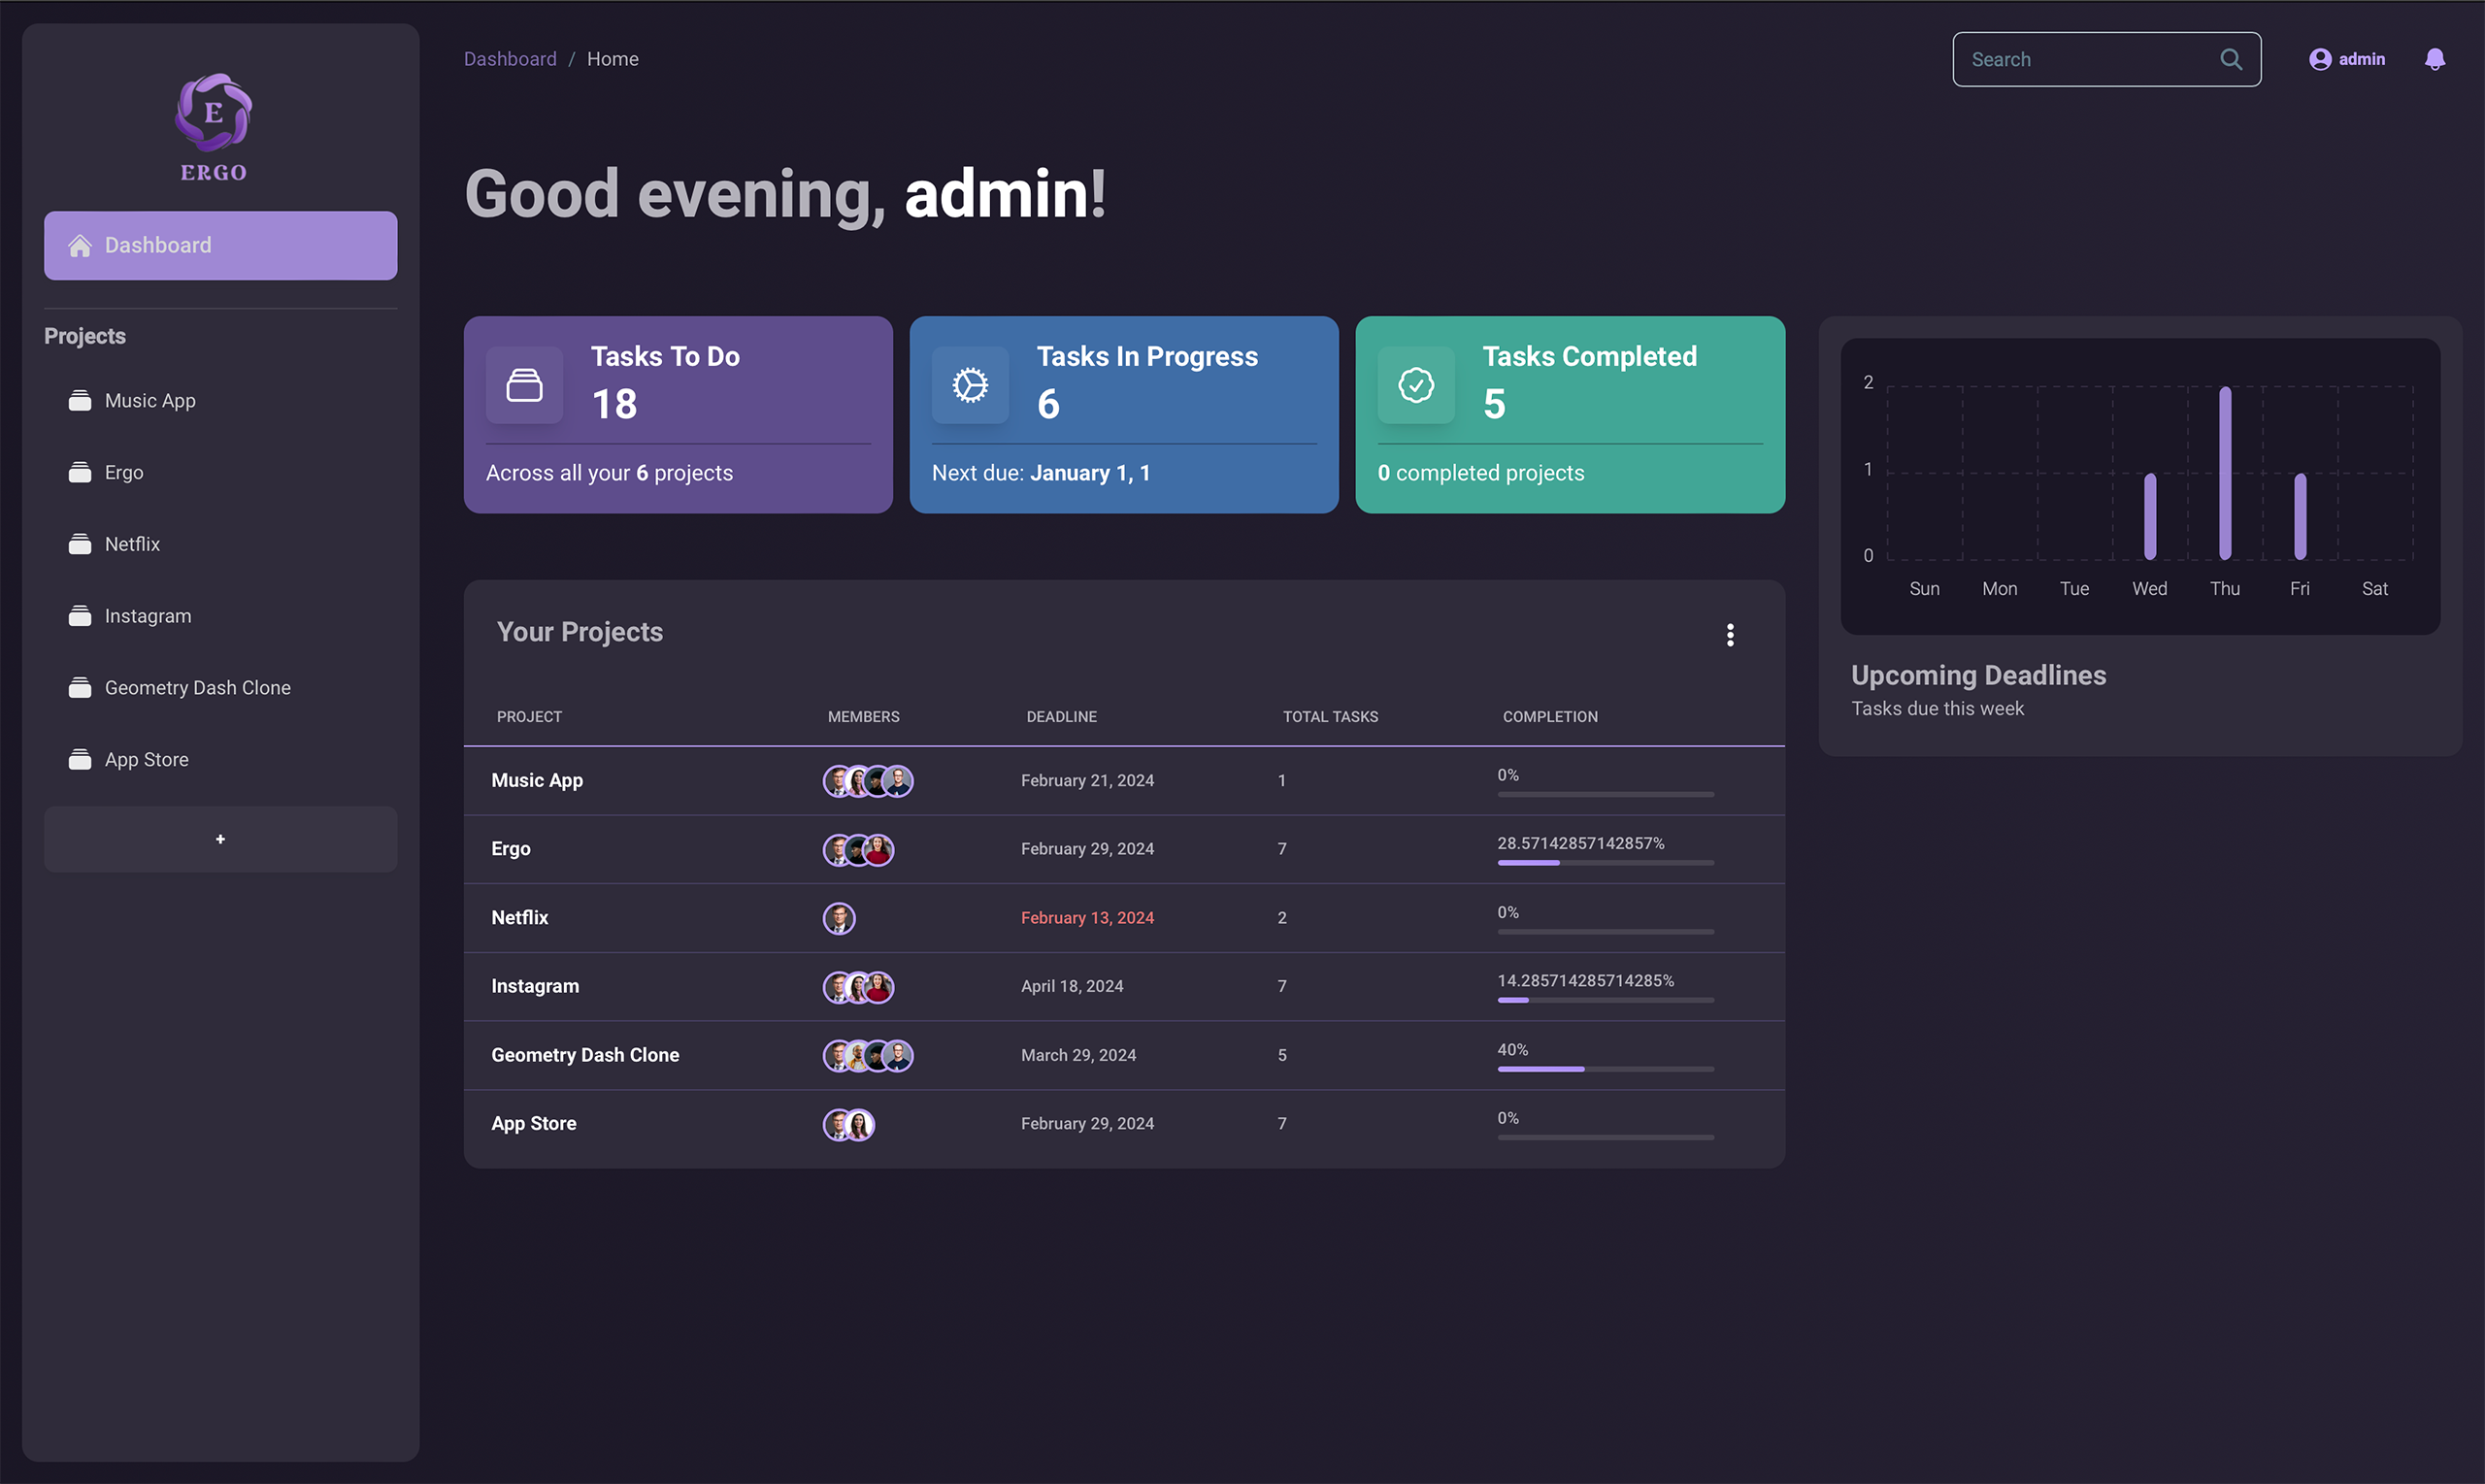 E
ERGO
Dashboard
Projects
Music App
Ergo
Netflix
Instagram
Geometry Dash Clone
App Store
+
Dashboard / Home
Search
admin
Good evening, admin!
Tasks To Do
18
Across all your 6 projects
Tasks In Progress
6
Next due: January 1, 1
Tasks Completed
5
0 completed projects
Your Projects
PROJECT MEMBERS DEADLINE TOTAL TASKS COMPLETION
Music App February 21, 2024 1 0%
Ergo February 29, 2024 7 28.57142857142857%
Netflix February 13, 2024 2 0%
Instagram April 18, 2024 7 14.285714285714285%
Geometry Dash Clone March 29, 2024 5 40%
App Store February 29, 2024 7 0%
2
1
0
Sun Mon Tue Wed Thu Fri Sat
Upcoming Deadlines
Tasks due this week